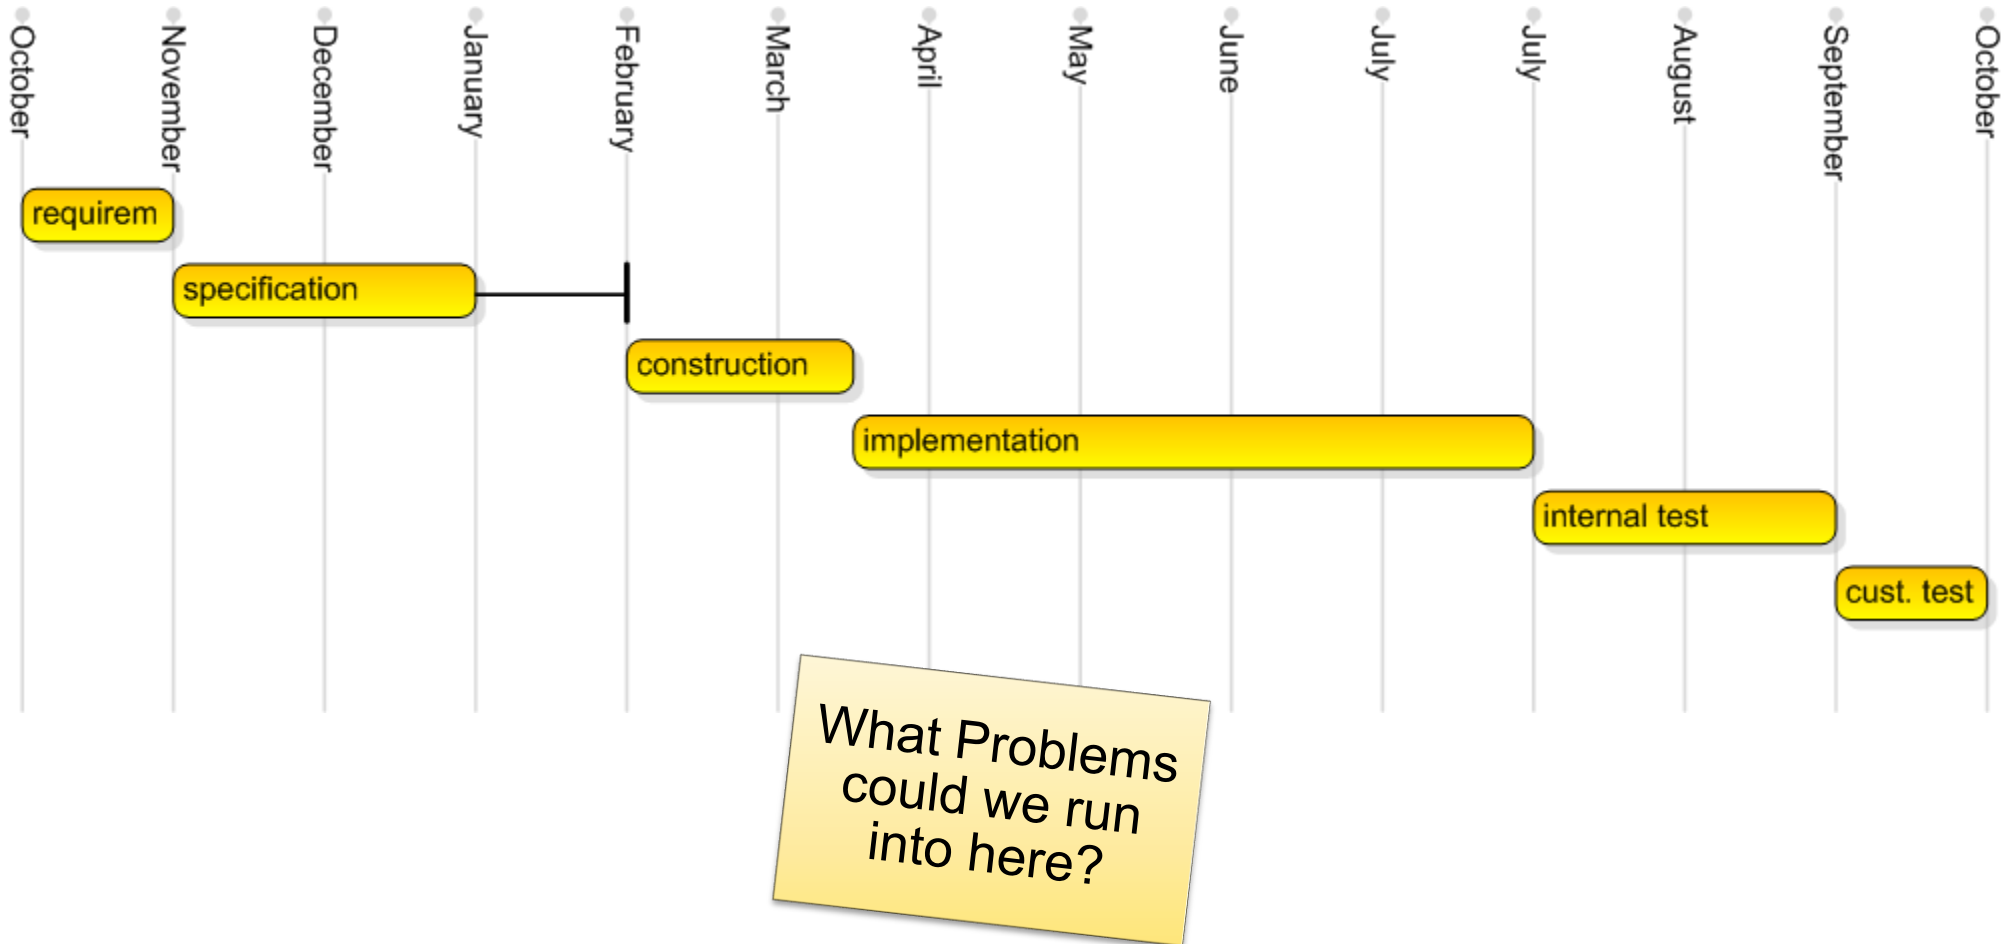 October
November
December
January
February
March
April
May
June
July
July
August
September
October
requirem
specification
construction
implementation
internal test
cust. test
What Problems
could we run
into here?